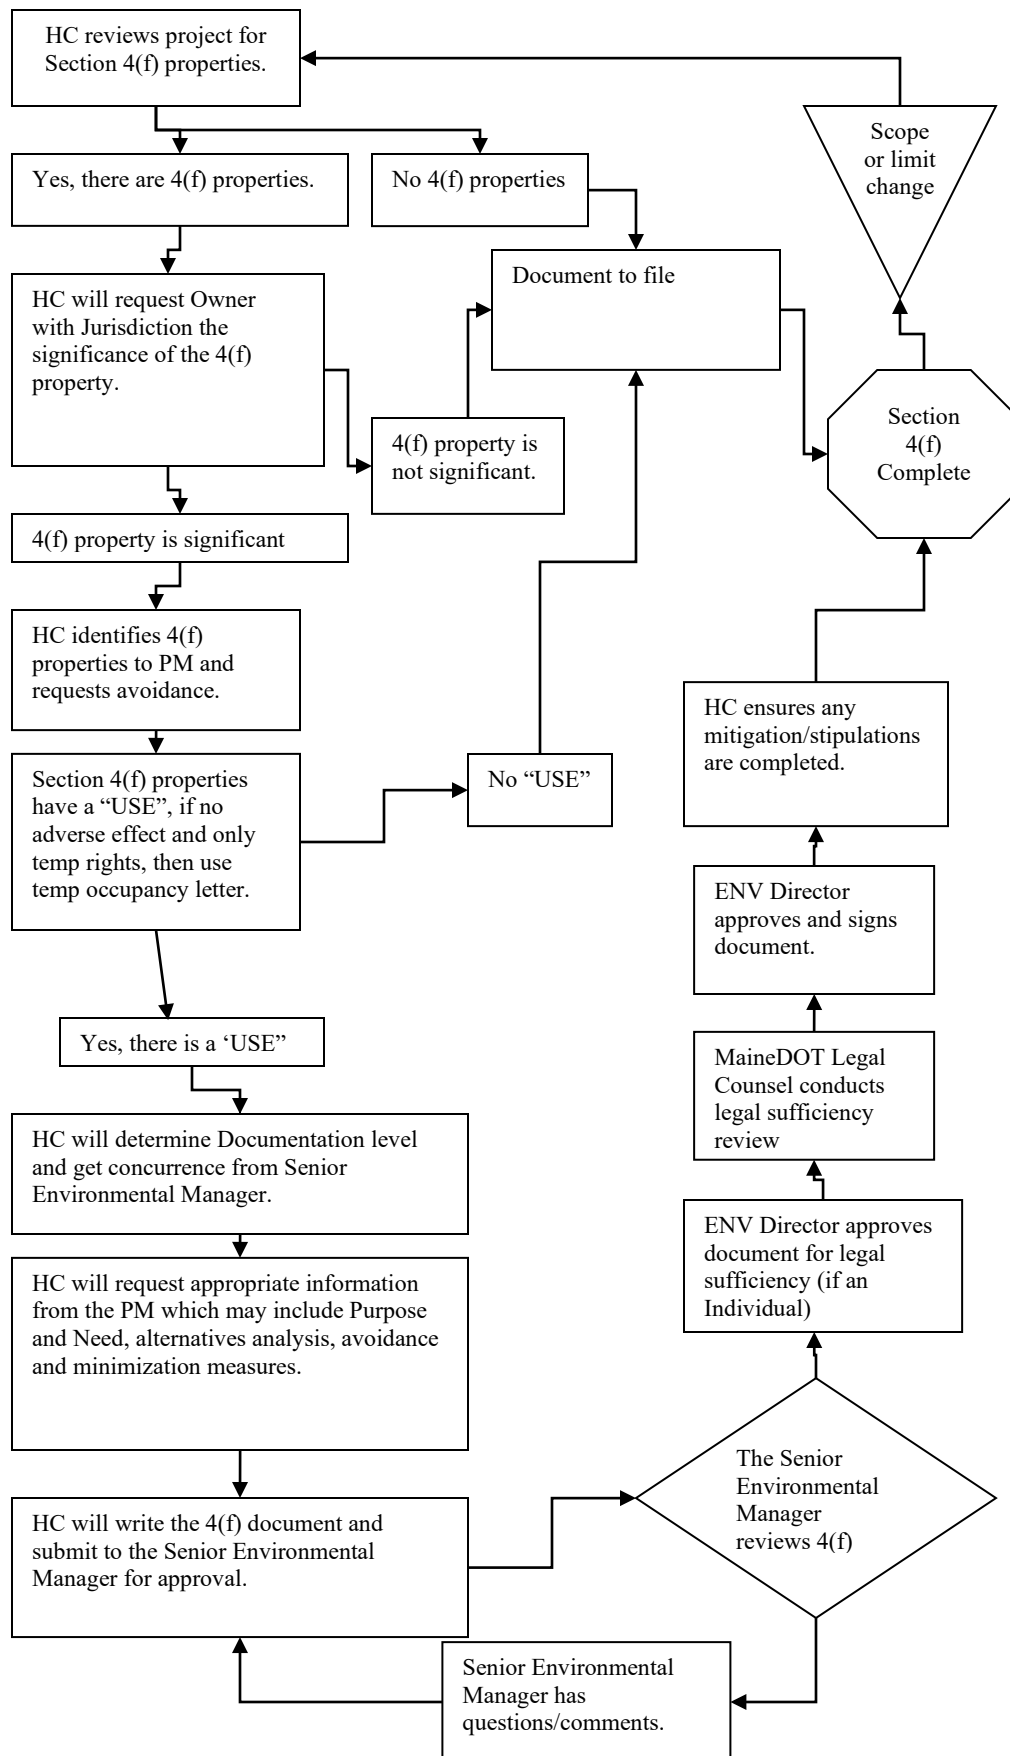 HC reviews project for
Section 4(f) properties.
Scope
or limit
change
Yes, there are 4(f) properties.
No 4(f) properties
Document to file
HC will request Owner
with Jurisdiction the
significance of the 4(f)
property.
4(f) property is
not significant.
Section
4(f)
Complete
4(f) property is significant
HC identifies 4(f)
properties to PM and
requests avoidance.
Section 4(f) properties
have a “USE”, if no
adverse effect and only
temp rights, then use
temp occupancy letter.
No “USE”
HC ensures any
mitigation/stipulations
are completed.
ENV Director
approves and signs
document.
Yes, there is a ‘USE”
MaineDOT Legal
Counsel conducts
legal sufficiency
review
HC will determine Documentation level
and get concurrence from Senior
Environmental Manager.
ENV Director approves
document for legal
sufficiency (if an
Individual)
HC will request appropriate information
from the PM which may include Purpose
and Need, alternatives analysis, avoidance
and minimization measures.
The Senior
Environmental
Manager
reviews 4(f)
HC will write the 4(f) document and
submit to the Senior Environmental
Manager for approval.
Senior Environmental
Manager has
questions/comments.